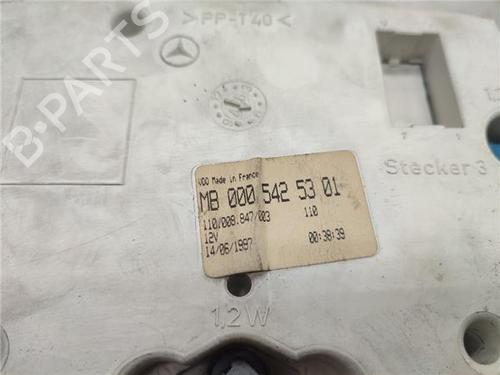 >PP-T40<
B-PARTS
VDO Made in France
MB 000 542 53 01
110/008.847/003 110
12V
14/06/1997 00:38:39
Stecker 3
1,2W